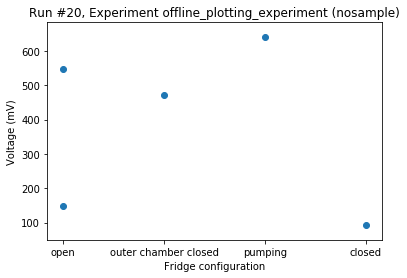 Run #20, Experiment offline_plotting_experiment (nosample)
Voltage (mV)
600
500
400
300
200
100
open outer chamber closed pumping closed
Fridge configuration